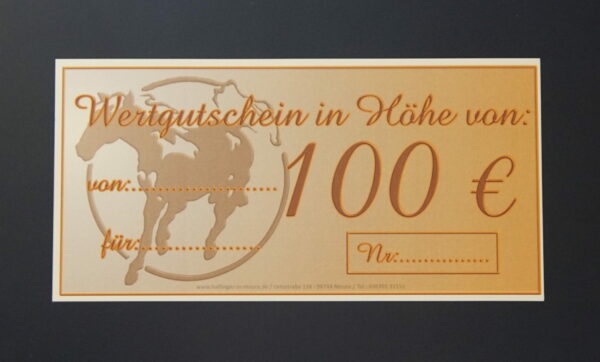 Wertgutschein in Höhe von:
100 €
von:......................
für:...................
Nr:...............